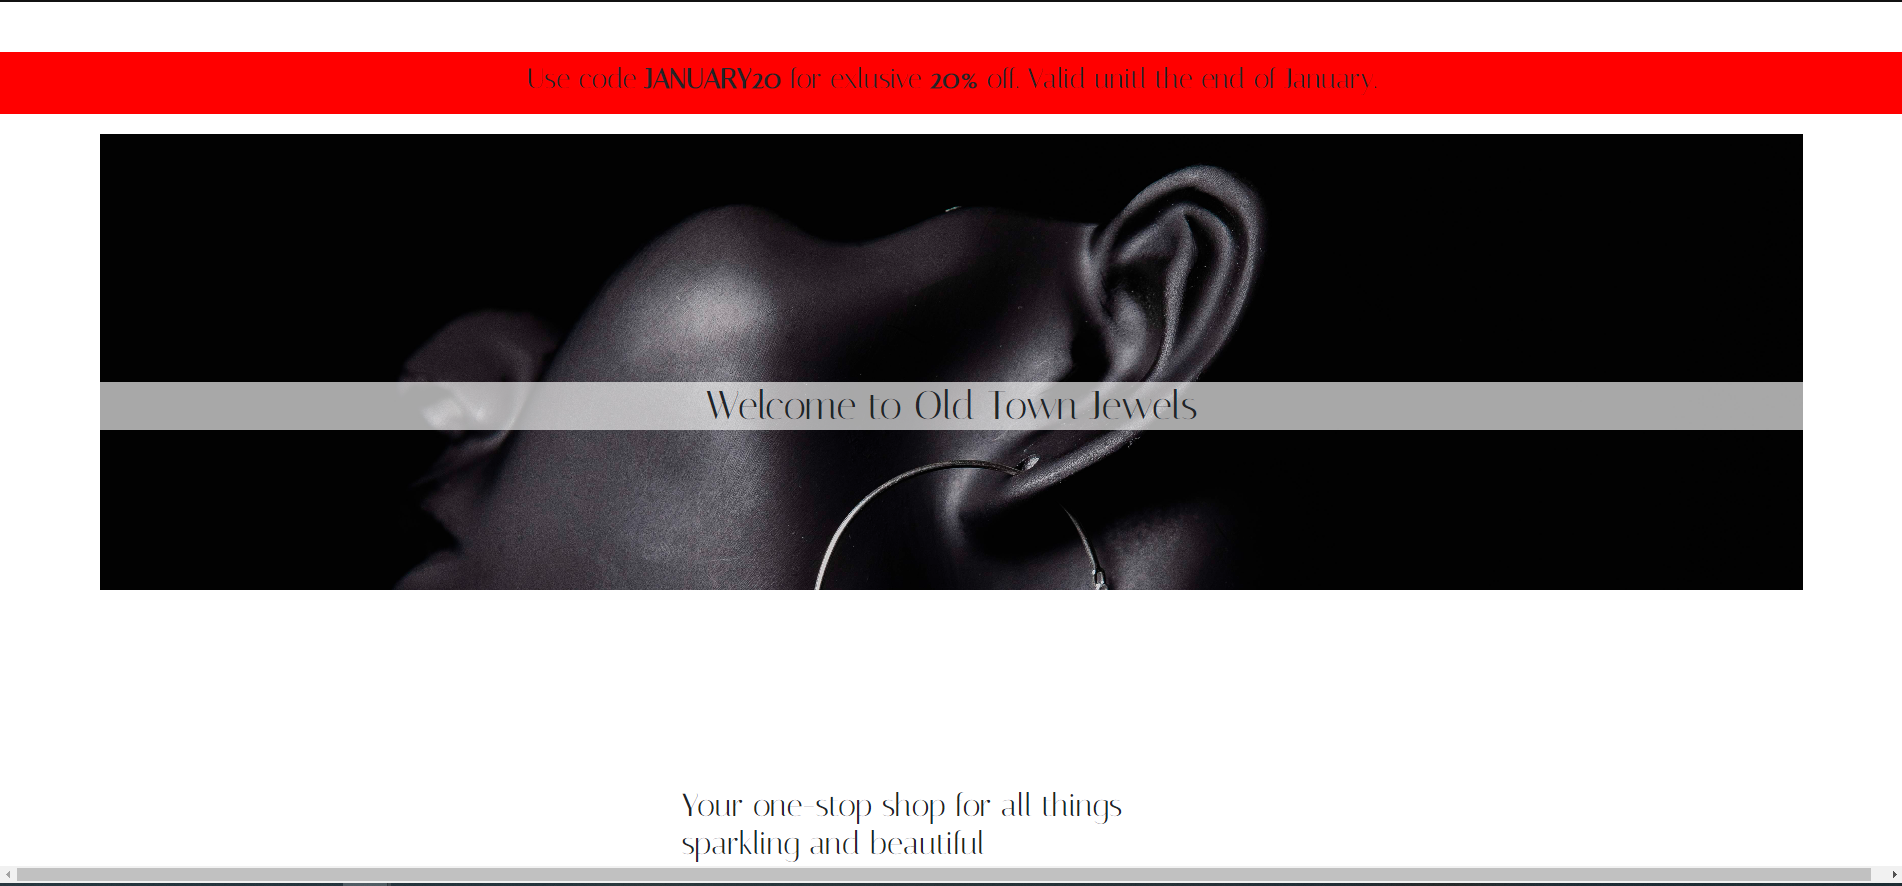 Use code JANUARY20 for exlusive 20% off. Valid unitl the end of January
Welcome to Old Town Jewels
Your one-stop shop for all things
sparkling and beautiful